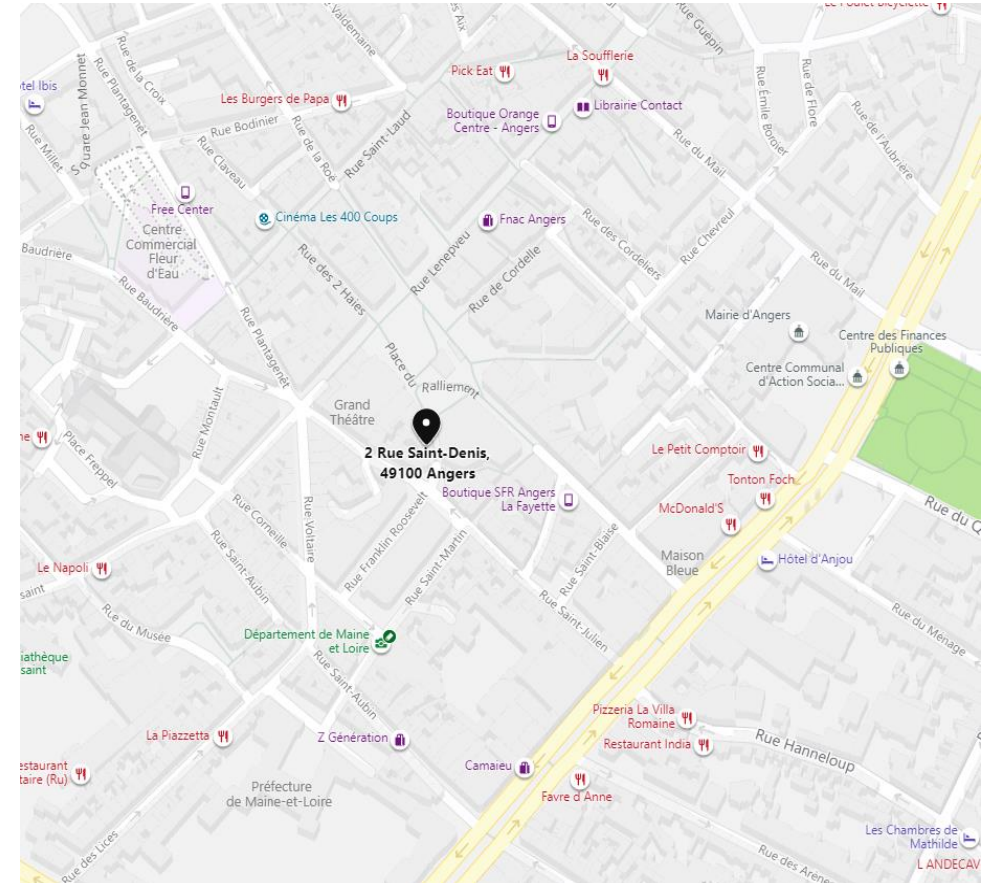 Le Poulet Bicyclette
Rue Valdemaine
Rue Guépin
Square Jean Monnet
Rue Plantagenêt
Rue de la Croix
La Soufflerie
Pick Eat
Rue de Flore
Les Burgers de Papa
Librairie Contact
Boutique Orange
Centre - Angers
tel Ibis
Rue Bodinier
Rue de la Roë
Rue Saint-Laud
Rue du Mail
Rue de l'Aubrière
Rue Millet
Rue Claveau
Free Center
Cinéma Les 400 Coups
Fnac Angers
Centre
Commercial
Fleur
d'Eau
Baudrière
Rue Baudrière
Rue des 2 Haies
Rue Lenepveu
Rue de Cordelle
Rue des Cordeliers
Rue Chevreul
Rue du Mail
Rue Plantagenêt
Mairie d'Angers
Centre des Finances
Publiques
Place du Ralliement
Centre Communal
d'Action Socia...
Grand
Théâtre
Rue Montault
Place Freppel
2 Rue Saint-Denis,
49100 Angers
Le Petit Comptoir
Tonton Foch
Boutique SFR Angers
La Fayette
McDonald'S
Rue du Q
Rue Corneille
Rue Voltaire
Rue Franklin Roosevelt
Rue Saint-Martin
Rue Saint-Blaise
Maison
Bleue
Hôtel d'Anjou
Le Napoli
saint
Rue Saint-Aubin
Rue du Musée
Département de Maine
et Loire
Rue Saint-Julien
Rue du Menage
iathèque
saint
Rue Saint-Aubin
Pizzeria La Villa
Romaine
La Piazzetta
Z Génération
Restaurant India
Rue Hanneloup
estaurant
taire (Ru)
Camaieu
Préfecture
de Maine-et-Loire
Favre d Anne
Rue des Lices
Les Chambres de
Mathilde
Rue des Arene
L ANDECAV